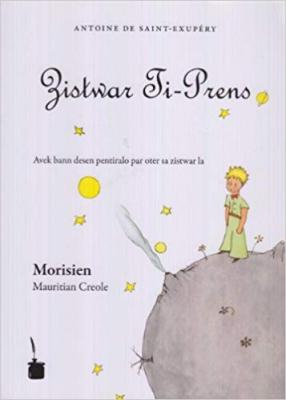 ANTOINE DE SAINT-EXUPÉRY
Zistwar Ti-Prens
Avek bann desen pentiralo par oter sa zistwar la
Morisien
Mauritian Creole